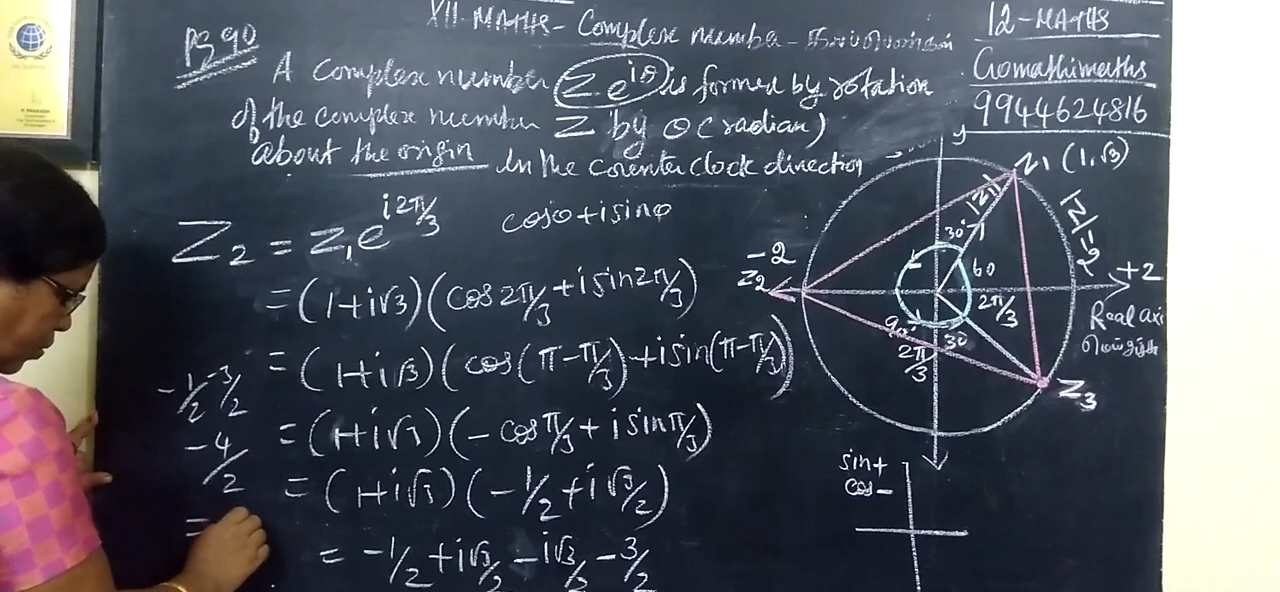 XII. MATHS - Complex number -
12-MATHS
Gomathimaths
9944624816
Pg 90
A complex number Z e^iθ is formed by rotation
of the complex number Z by θ (radian)
about the origin In the counter clock direction
Z2 = Z1 e^i2π/3 cosθ + i sinθ
= (1+i√3)(cos 2π/3 + i sin 2π/3)
= (1+i√3)(cos(π-π/3) + i sin(π-π/3))
= (1+i√3)(-cos π/3 + i sin π/3)
= (1+i√3)(-1/2 + i√3/2)
= -1/2 + i√3/2 - i√3/2 - 3/2
-1/2 -3/2
-4/2
=
y
Z1 (1, √3)
|Z1|
|Z|=2
30°
60
-2
Z2
+2
2π/3
Real axi
90°
30
2π/3
Z3
sin+
cos-